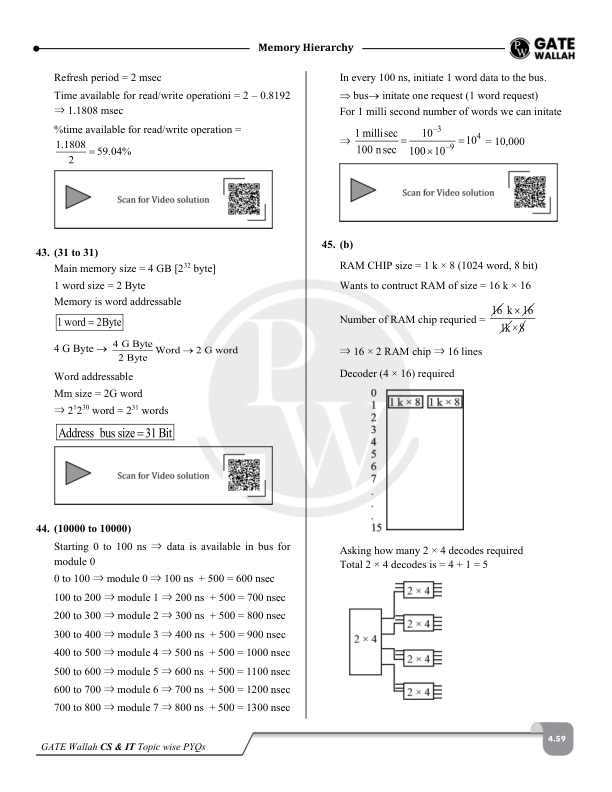 Memory Hierarchy
GATE
WALLAH
Refresh period = 2 msec
Time available for read/write operationi = 2 – 0.8192
⇒ 1.1808 msec
%time available for read/write operation =
1.1808/2 = 59.04%
Scan for Video solution
43. (31 to 31)
Main memory size = 4 GB [2^32 byte]
1 word size = 2 Byte
Memory is word addressable
1 word = 2Byte
4 G Byte → 4 G Byte/2 Byte Word → 2 G word
Word addressable
Mm size = 2G word
⇒ 2^1 2^30 word = 2^31 words
Address bus size = 31 Bit
Scan for Video solution
44. (10000 to 10000)
Starting 0 to 100 ns ⇒ data is available in bus for
module 0
0 to 100 ⇒ module 0 ⇒ 100 ns + 500 = 600 nsec
100 to 200 ⇒ module 1 ⇒ 200 ns + 500 = 700 nsec
200 to 300 ⇒ module 2 ⇒ 300 ns + 500 = 800 nsec
300 to 400 ⇒ module 3 ⇒ 400 ns + 500 = 900 nsec
400 to 500 ⇒ module 4 ⇒ 500 ns + 500 = 1000 nsec
500 to 600 ⇒ module 5 ⇒ 600 ns + 500 = 1100 nsec
600 to 700 ⇒ module 6 ⇒ 700 ns + 500 = 1200 nsec
700 to 800 ⇒ module 7 ⇒ 800 ns + 500 = 1300 nsec
In every 100 ns, initiate 1 word data to the bus.
⇒ bus→ initate one request (1 word request)
For 1 milli second number of words we can initate
⇒ 1 milli sec/100 n sec = 10^−3/100 × 10^−9 = 10^4 = 10,000
Scan for Video solution
45. (b)
RAM CHIP size = 1 k × 8 (1024 word, 8 bit)
Wants to contruct RAM of size = 16 k × 16
Number of RAM chip requried = 16 k × 16/1k × 8
⇒ 16 × 2 RAM chip ⇒ 16 lines
Decoder (4 × 16) required
0
1
1 k × 8 1 k × 8
2
3
4
5
6
7
.
.
.
15
Asking how many 2 × 4 decodes required
Total 2 × 4 decodes is = 4 + 1 = 5
2 × 4
2 × 4
2 × 4
2 × 4
2 × 4
GATE Wallah CS & IT Topic wise PYQs
4.59